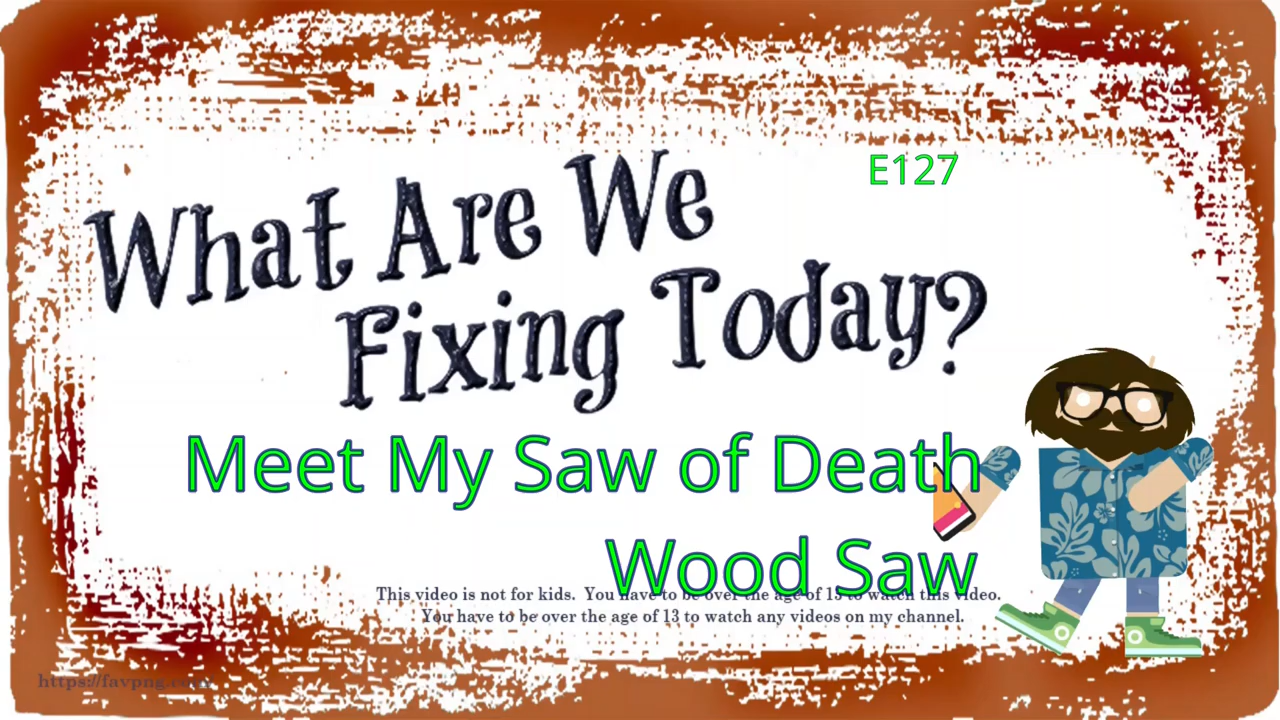 E127
What Are We
Fixing Today?
Meet My Saw of Death
Wood Saw
This video is not for kids. You have to be over the age of 13 to watch this video.
You have to be over the age of 13 to watch any videos on my channel.
https://favpng.com